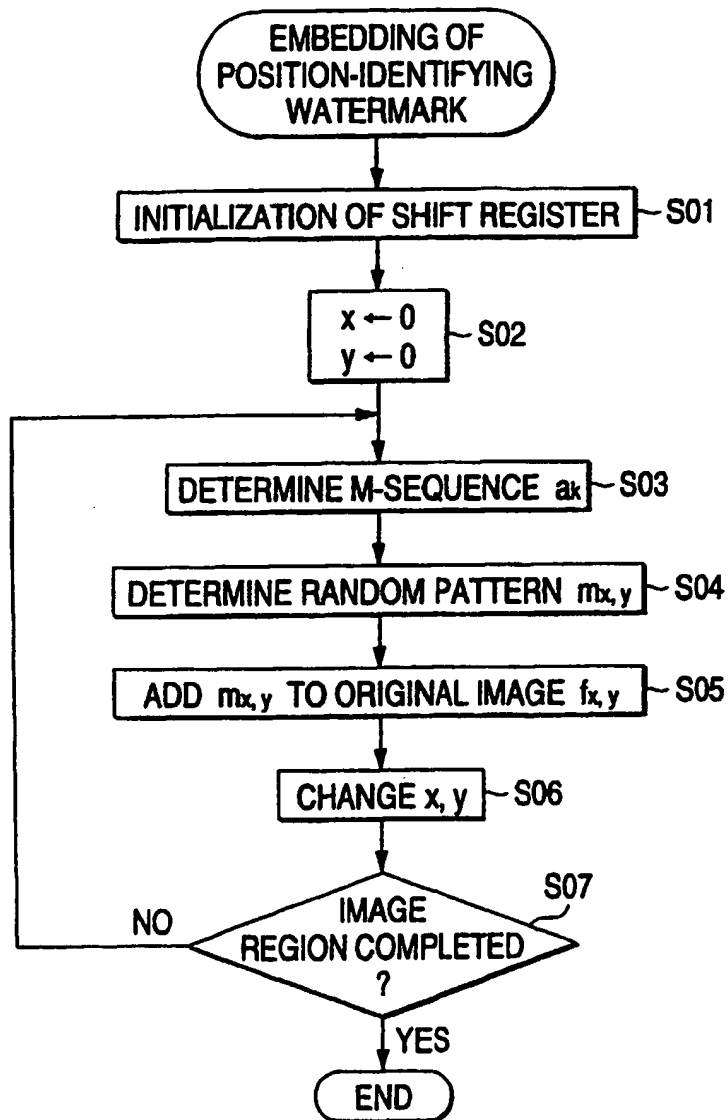 EMBEDDING OF
POSITION-IDENTIFYING
WATERMARK
INITIALIZATION OF SHIFT REGISTER
S01
x ← 0
y ← 0
S02
DETERMINE M-SEQUENCE ak
S03
DETERMINE RANDOM PATTERN mx, y
S04
ADD mx, y TO ORIGINAL IMAGE fx, y
S05
CHANGE x, y
S06
S07
IMAGE
REGION COMPLETED
?
NO
YES
END